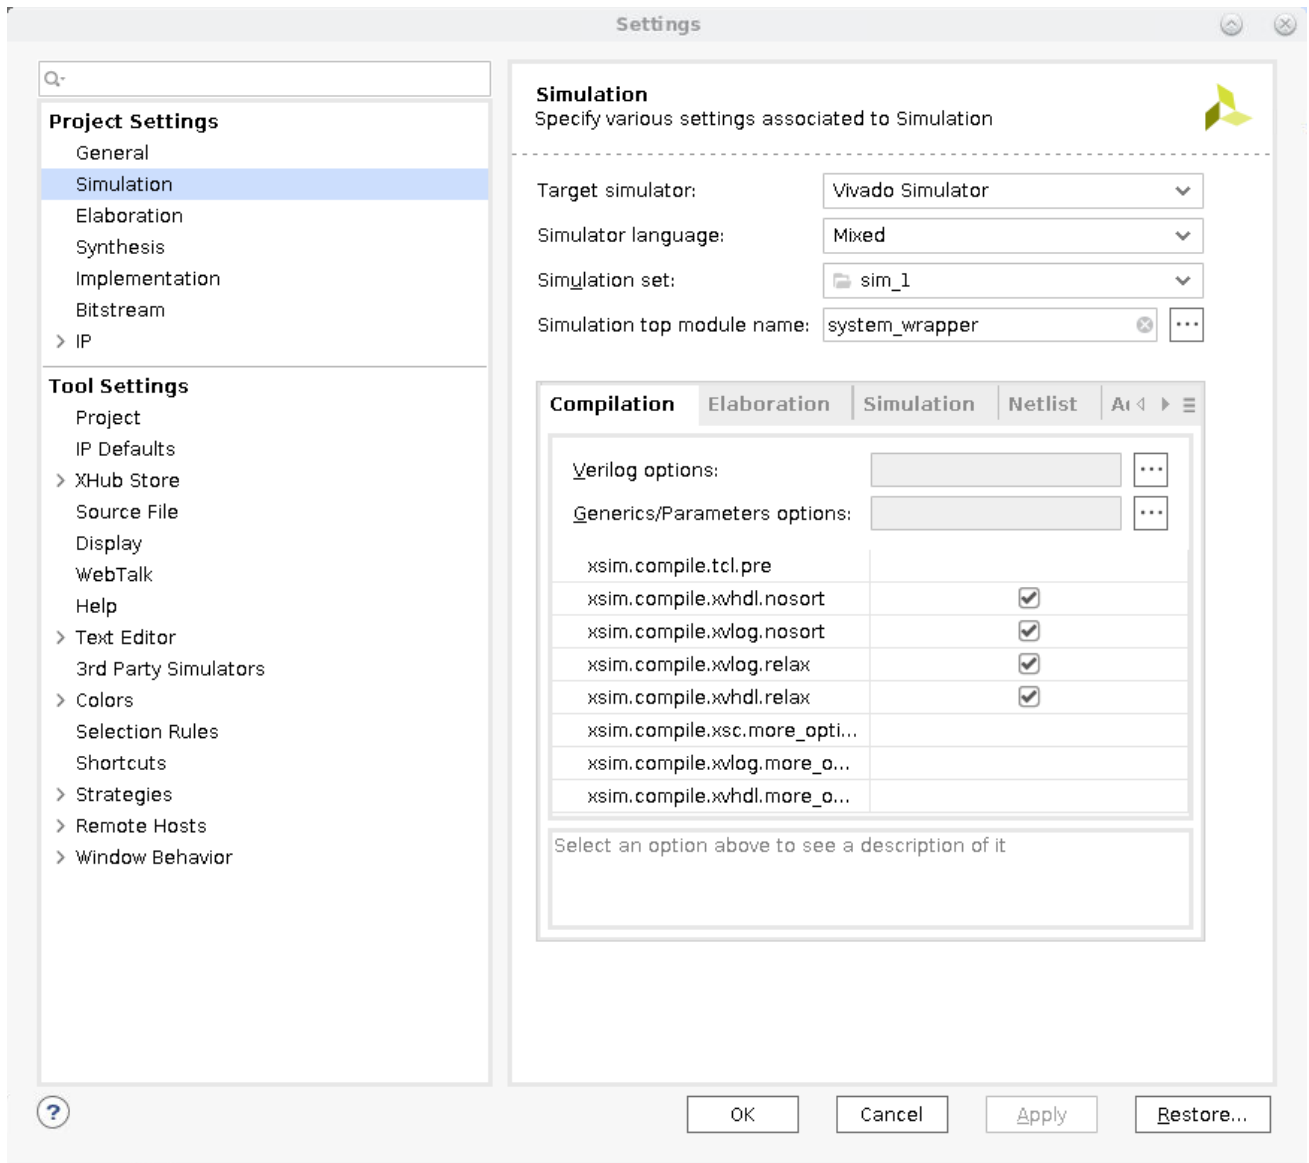 Settings
Project Settings
General
Simulation
Elaboration
Synthesis
Implementation
Bitstream
IP
Tool Settings
Project
IP Defaults
XHub Store
Source File
Display
WebTalk
Help
Text Editor
3rd Party Simulators
Colors
Selection Rules
Shortcuts
Strategies
Remote Hosts
Window Behavior
Simulation
Specify various settings associated to Simulation
Target simulator: Vivado Simulator
Simulator language: Mixed
Simulation set: sim_1
Simulation top module name: system_wrapper ...
Compilation Elaboration Simulation Netlist
Verilog options: ...
Generics/Parameters options: ...
xsim.compile.tcl.pre
xsim.compile.xvhdl.nosort
xsim.compile.xvlog.nosort
xsim.compile.xvlog.relax
xsim.compile.xvhdl.relax
xsim.compile.xsc.more_opti...
xsim.compile.xvlog.more_o...
xsim.compile.xvhdl.more_o...
Select an option above to see a description of it
? OK Cancel Apply Restore...